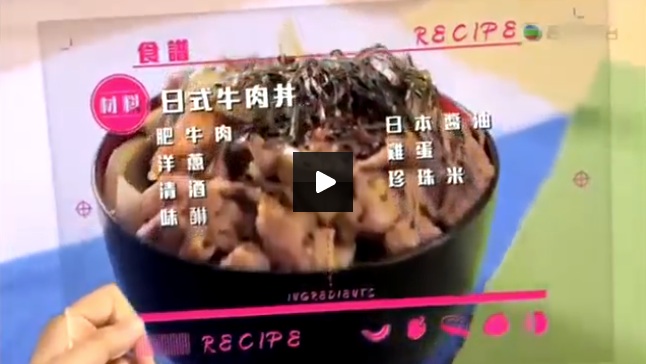 食譜
RECIPE
材料
日式牛肉丼
肥牛肉
洋蔥
清酒
味醂
日本醬油
雞蛋
珍珠米
INGREDIENTS
RECIPE